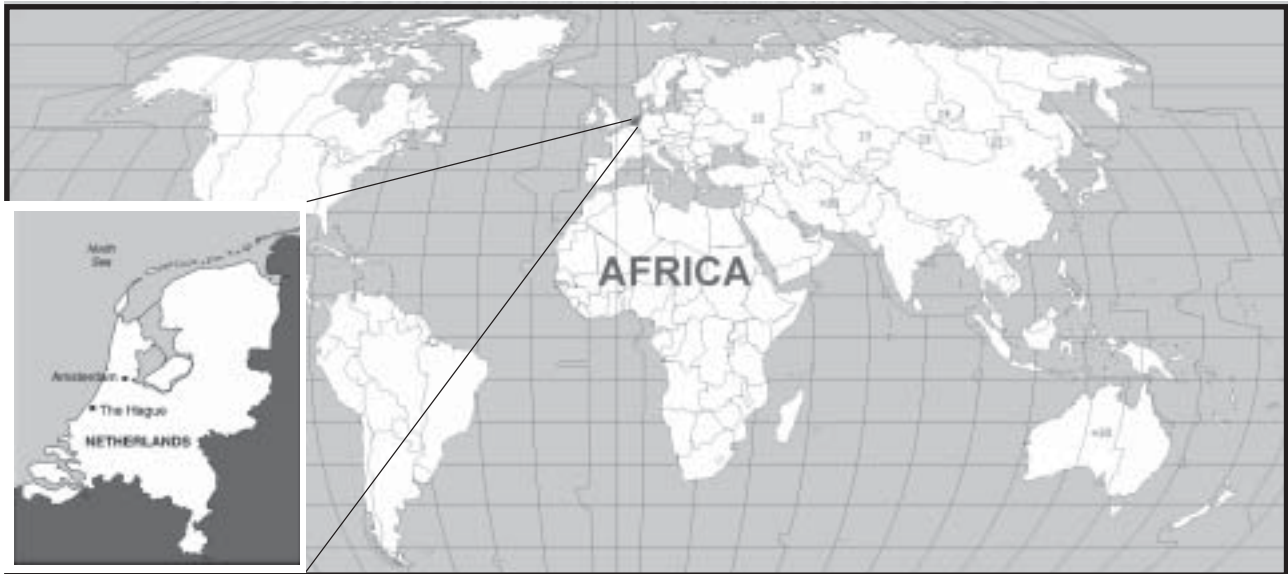 AFRICA
North
Sea
Amsterdam
The Hague
NETHERLANDS